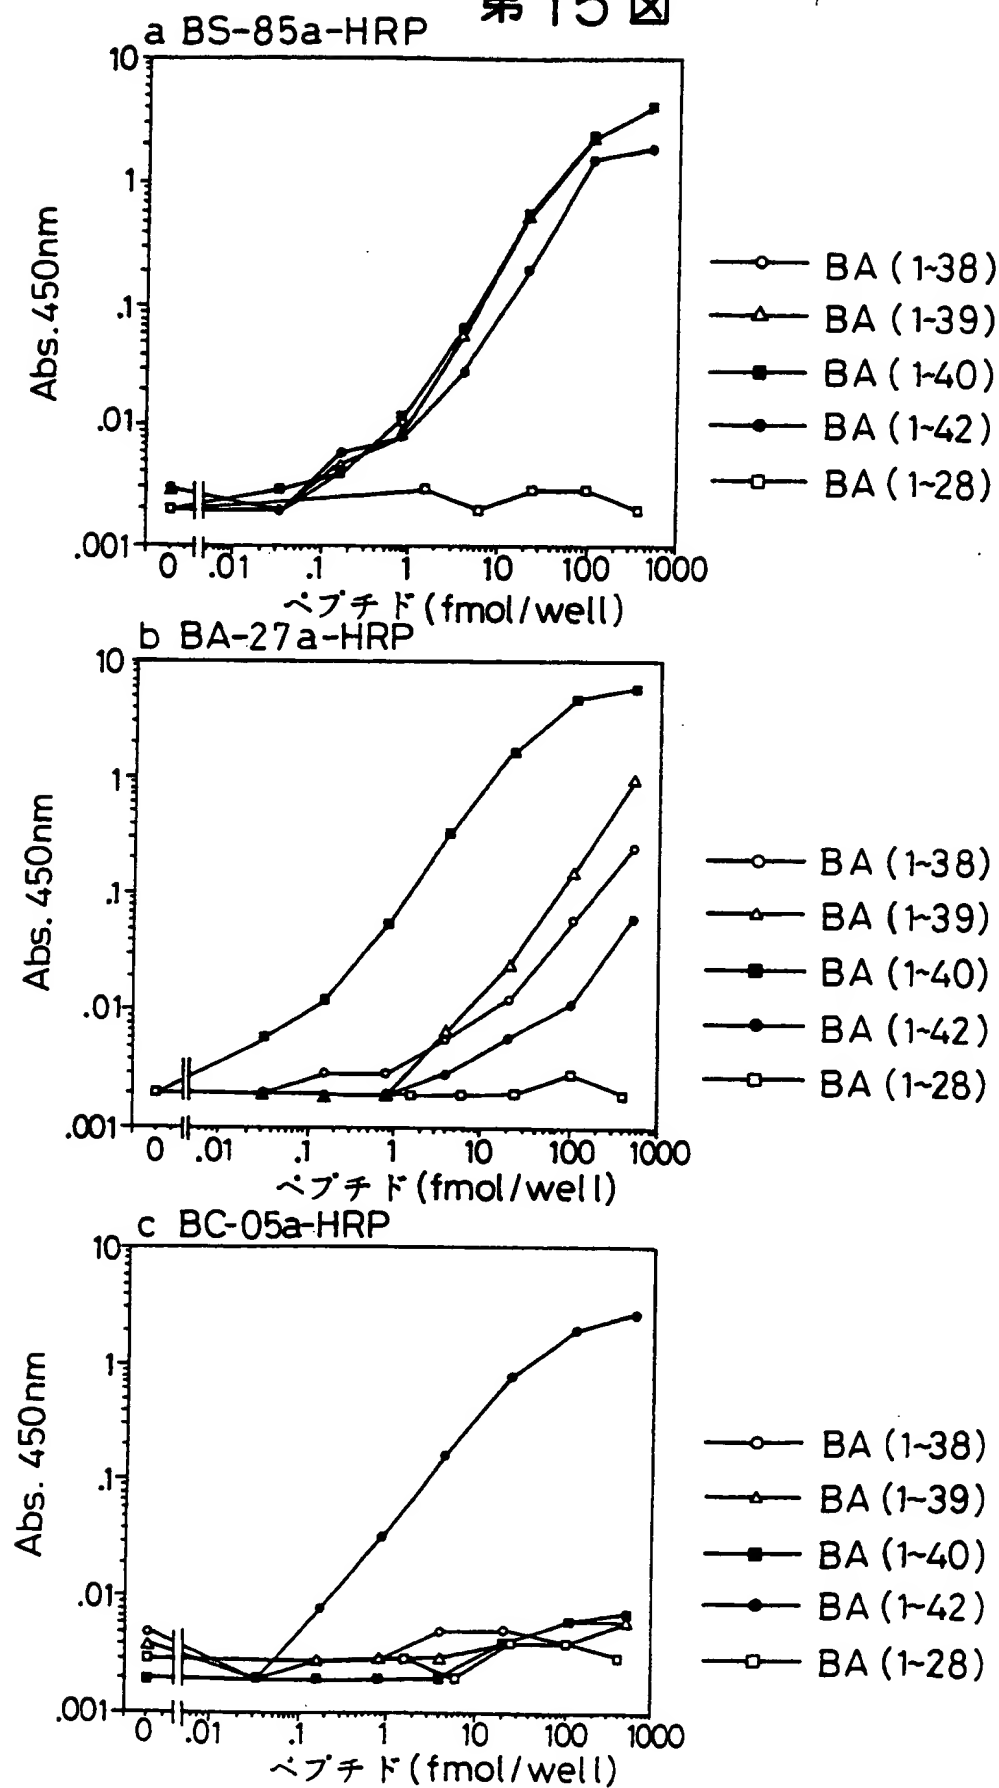 第15図
a BS-85a-HRP
10
1
.1
.01
.001
Abs. 450nm
0 .01 .1 1 10 100 1000
ペプチド (fmol/well)
BA (1~38)
BA (1~39)
BA (1~40)
BA (1~42)
BA (1~28)
b BA-27a-HRP
10
1
.1
.01
.001
Abs. 450nm
0 .01 .1 1 10 100 1000
ペプチド (fmol/well)
BA (1~38)
BA (1~39)
BA (1~40)
BA (1~42)
BA (1~28)
c BC-05a-HRP
10
1
.1
.01
.001
Abs. 450nm
0 .01 .1 1 10 100 1000
ペプチド (fmol/well)
BA (1~38)
BA (1~39)
BA (1~40)
BA (1~42)
BA (1~28)